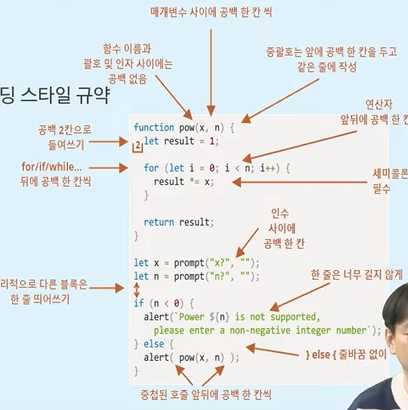 매개변수 사이에 공백 한 칸 씩
함수 이름과
괄호 및 인자 사이에는
공백 없음
중괄호는 앞에 공백 한 칸을 두고
같은 줄에 작성
딩 스타일 규약
연산자
앞뒤에 공백 한
공백 2칸으로
들여쓰기
for/if/while...
뒤에 공백 한 칸씩
function pow(x, n) {
2
let result = 1;
for (let i = 0; i < n; i++) {
result *= x;
}
return result;
}
세미콜론
필수
인수
사이에
공백 한 칸
let x = prompt("x?", "");
let n = prompt("n?", "");
한 줄은 너무 길지 않게
리적으로 다른 블록은
한 줄 띄어쓰기
if (n < 0) {
alert(`Power ${n} is not supported,
please enter a non-negative integer number`);
} else {
alert( pow(x, n) );
}
} else { 줄바꿈 없이
중첩된 호출 앞뒤에 공백 한 칸씩